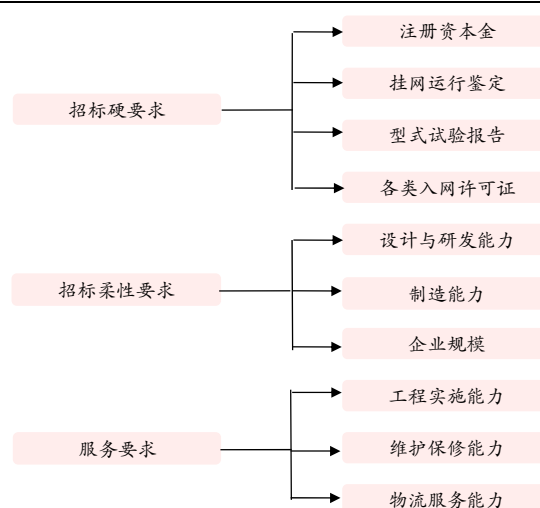 招标硬要求
注册资本金
挂网运行鉴定
型式试验报告
各类入网许可证
招标柔性要求
设计与研发能力
制造能力
企业规模
服务要求
工程实施能力
维护保修能力
物流服务能力